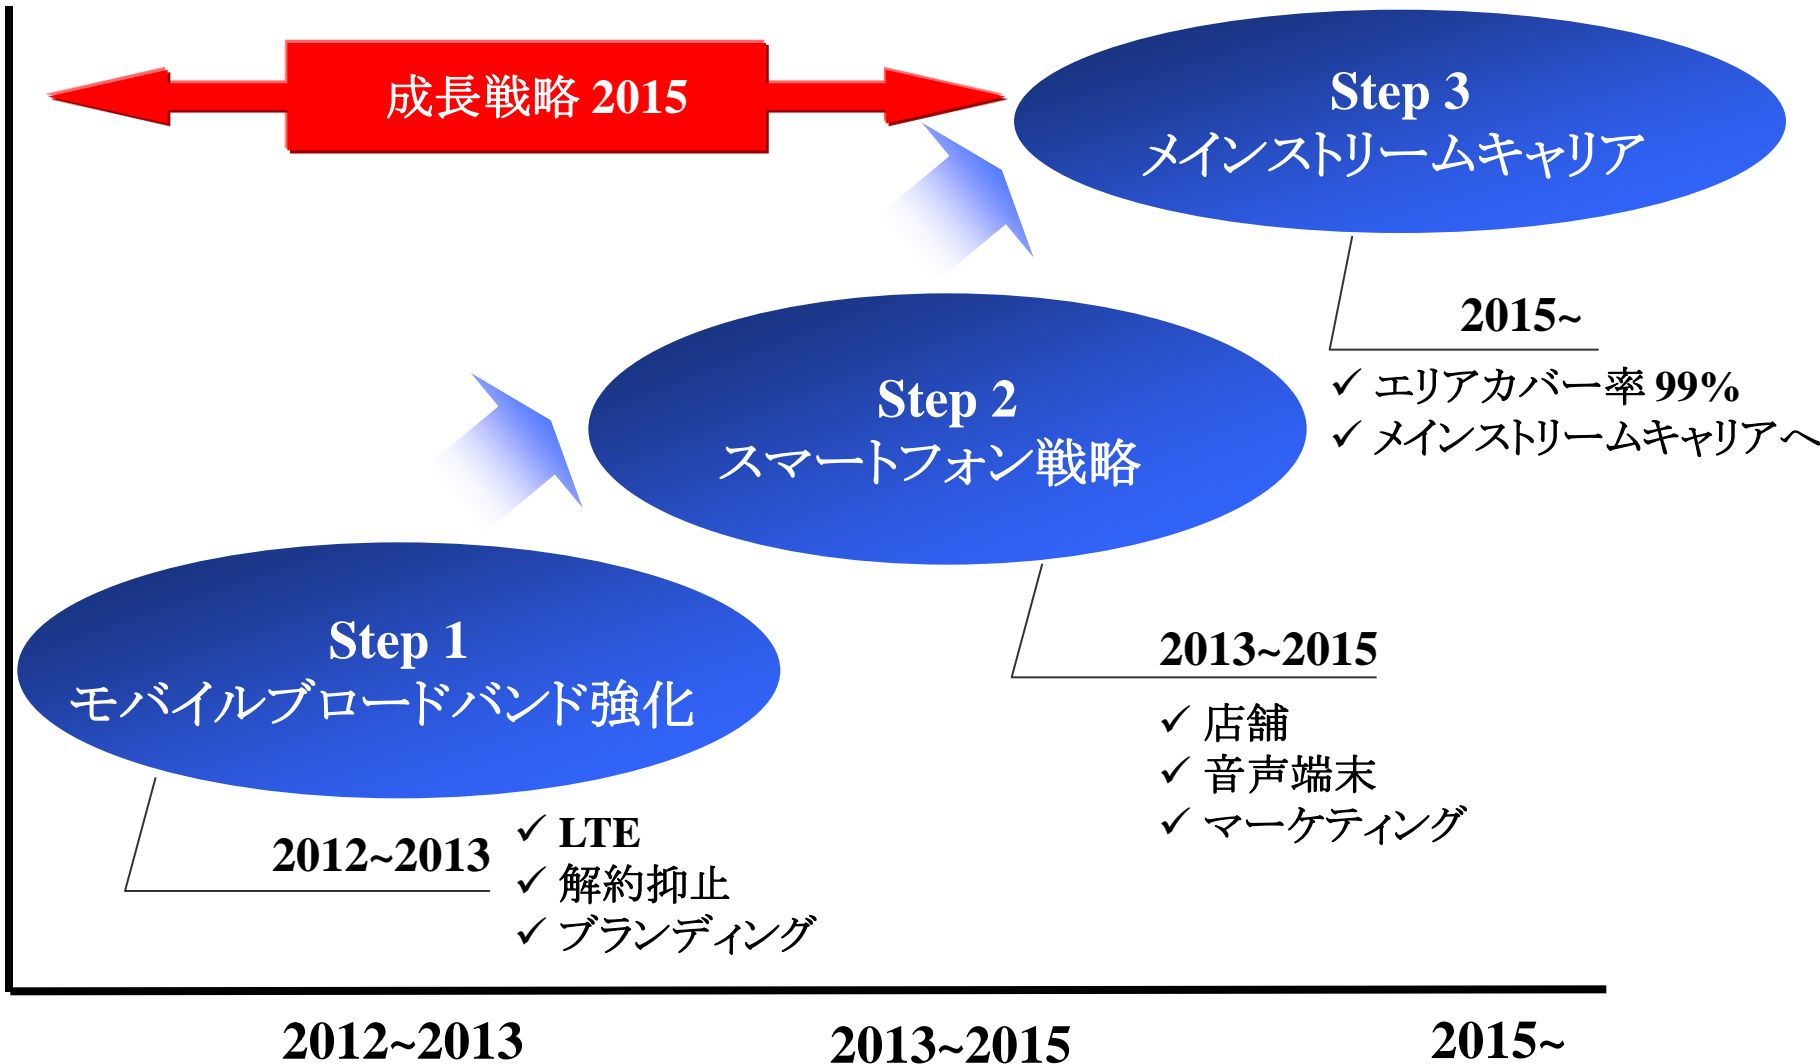 成長戦略 2015
Step 3
メインストリームキャリア
2015~
✓ エリアカバー率 99%
✓ メインストリームキャリアへ
Step 2
スマートフォン戦略
2013~2015
✓ 店舗
✓ 音声端末
✓ マーケティング
Step 1
モバイルブロードバンド強化
2012~2013
✓ LTE
✓ 解約抑止
✓ ブランディング
2012~2013
2013~2015
2015~